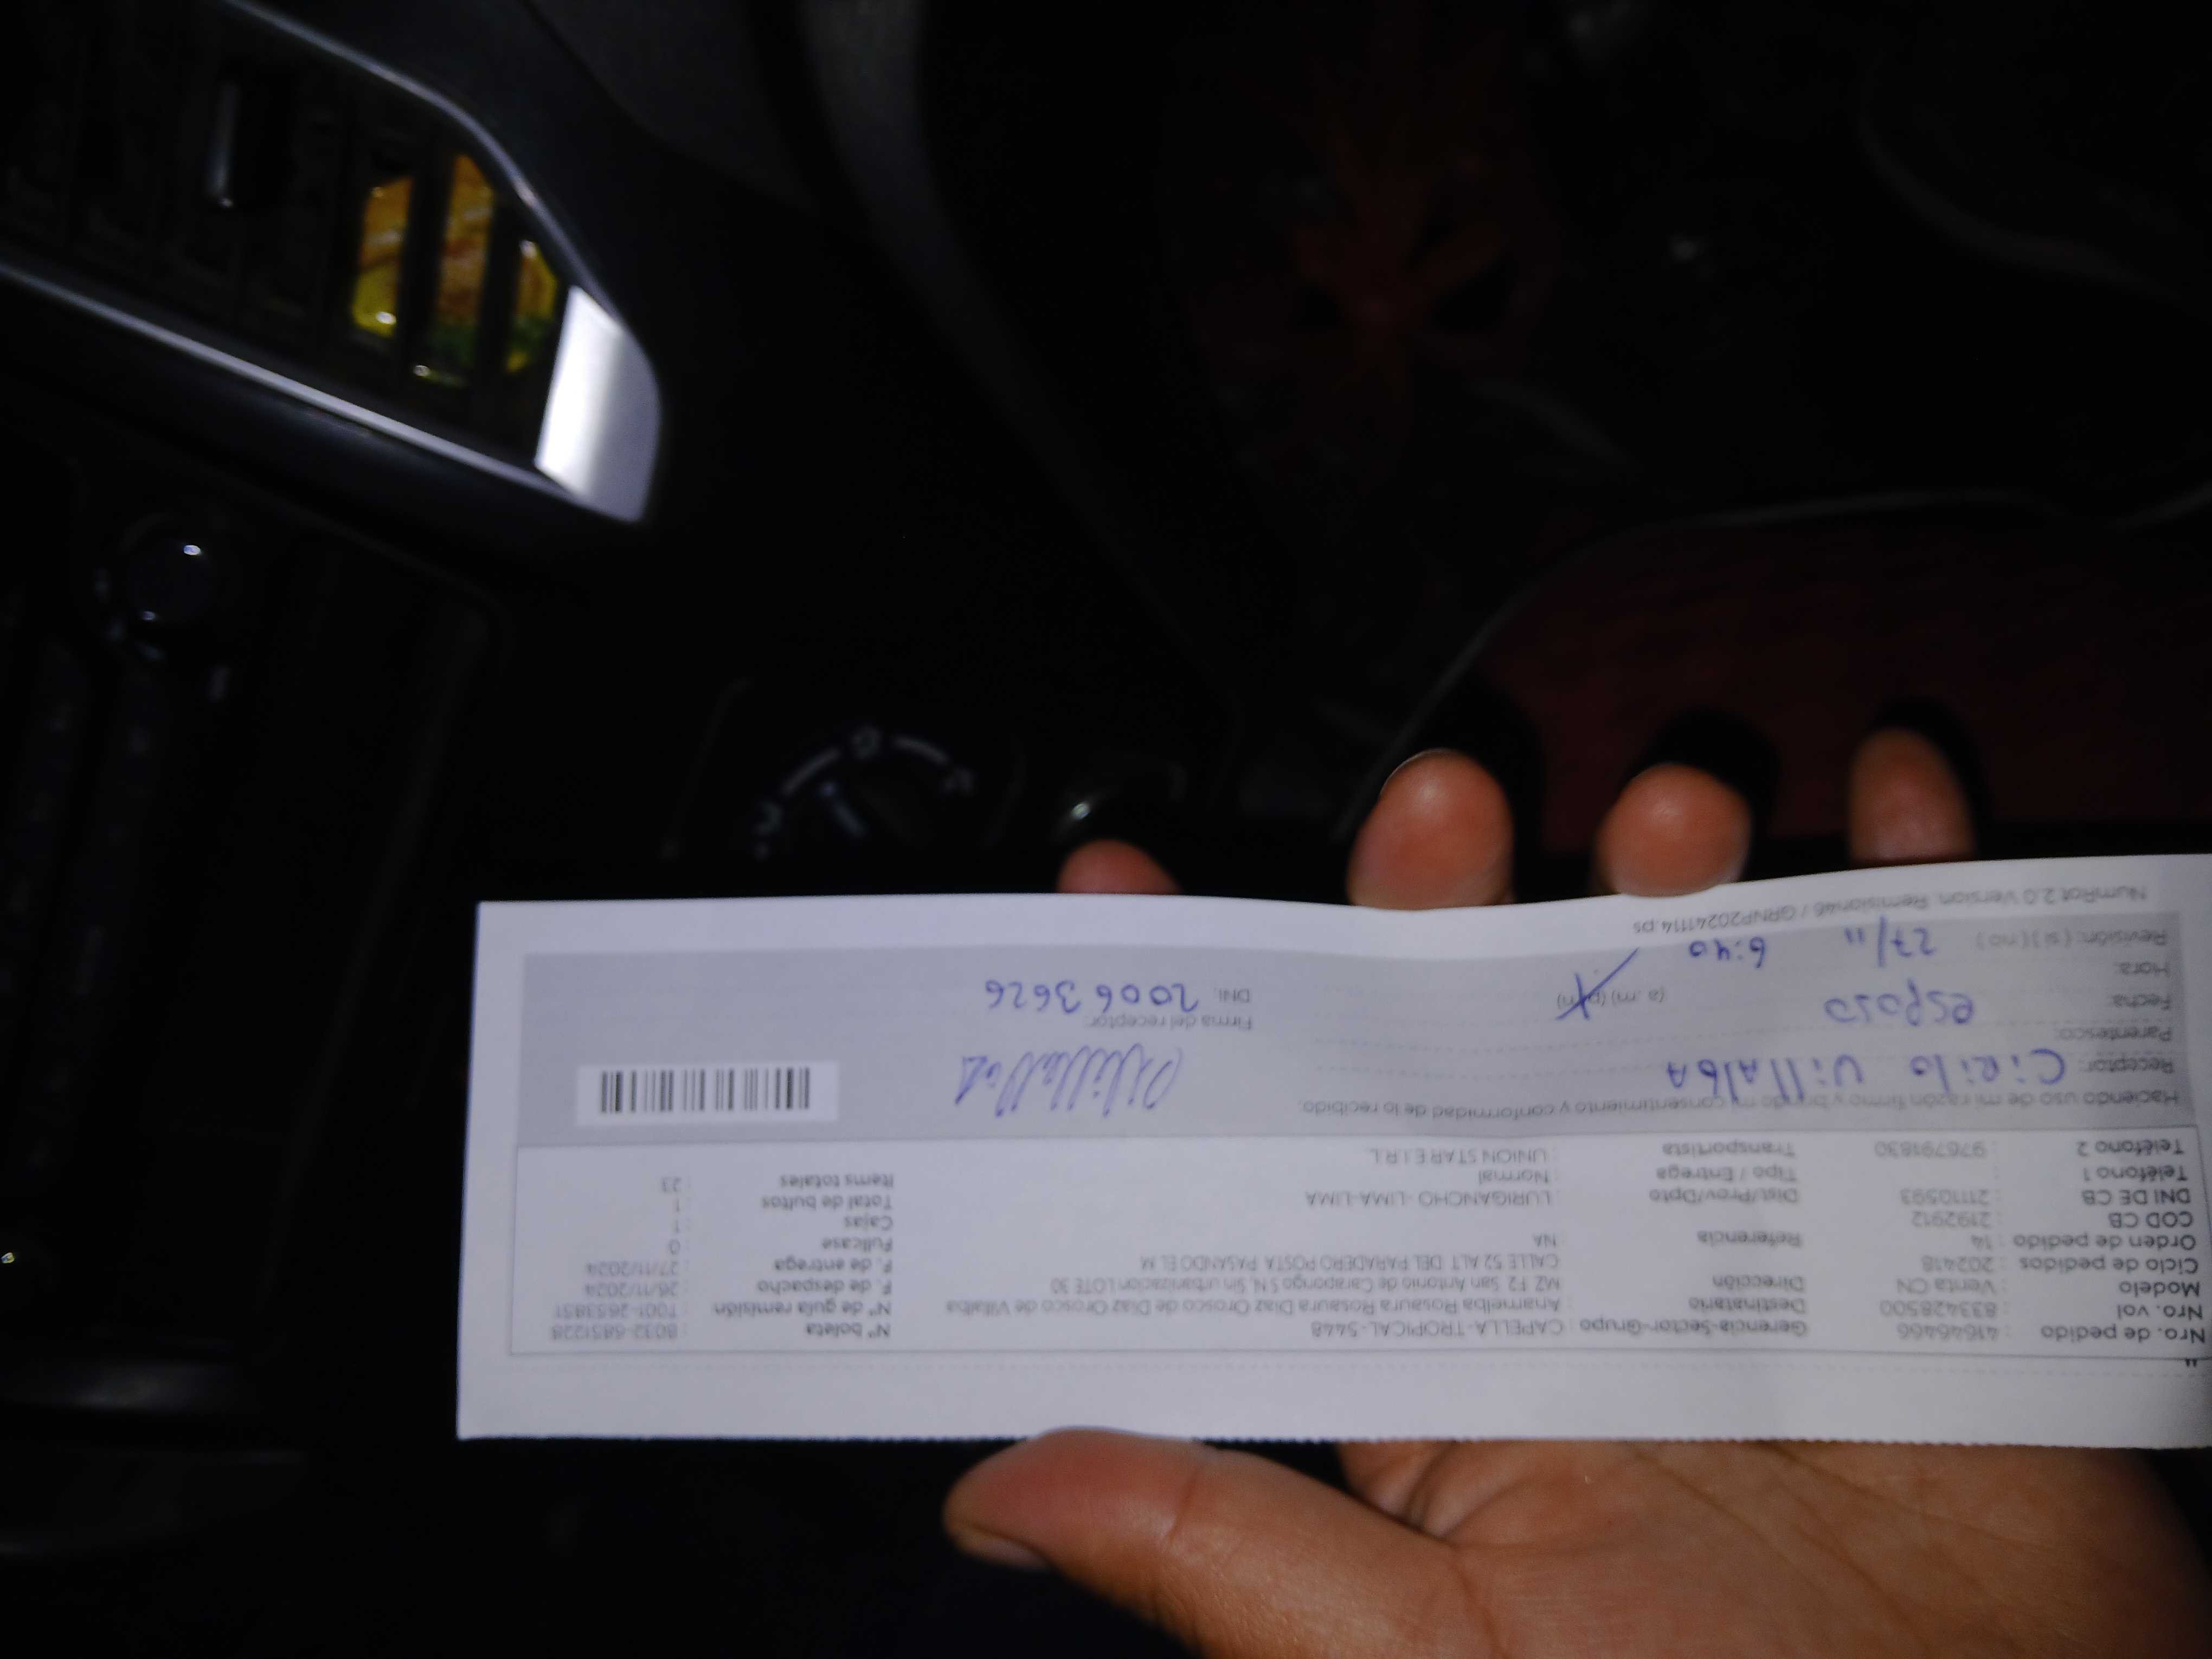 Nro. de pedido : 41646466 Gerencia-Sector-Grupo : CAPELLA-TROPICAL-5448 N° boleta : B032-6851228
Nro. vol : 833428500 Destinatario : Anamelba Rosaura Rosaura Diaz Orosco de Diaz Orosco de Villalba N° de guía remisión : T001-2653851
Modelo : Venta CN Dirección : MZ F2 San Antonio de Carapongo S N, Sin urbanizacion LOTE 30 F. de despacho : 26/11/2024
Ciclo de pedidos : 202418 CALLE 52 ALT DEL PARADERO POSTA PASANDO EL M F. de entrega : 27/11/2024
Orden de pedido : 14 Referencia : NA Fullcase : 0
COD CB : 2192912 Cajas : 1
DNI DE CB : 21110593 Dist/Prov/Dpto : LURIGANCHO -LIMA-LIMA Total de bultos : 1
Teléfono 1 : Tipo / Entrega : Normal Items totales : 23
Teléfono 2 : 976791830 Transportista : UNION STAR E.I.R.L
Haciendo uso de mi razón firmo y brindo mi consentimiento y conformidad de lo recibido:
Receptor: Cirilo Villalba
Parentesco: esposo
Firma del receptor:
Fecha: (a. m) (p. m) DNI: 20063626
Hora:
Revisión: (si) (no) 27/11 6:40
NumRot 2.0 Version. Remision46 / GRNP20241114.ps